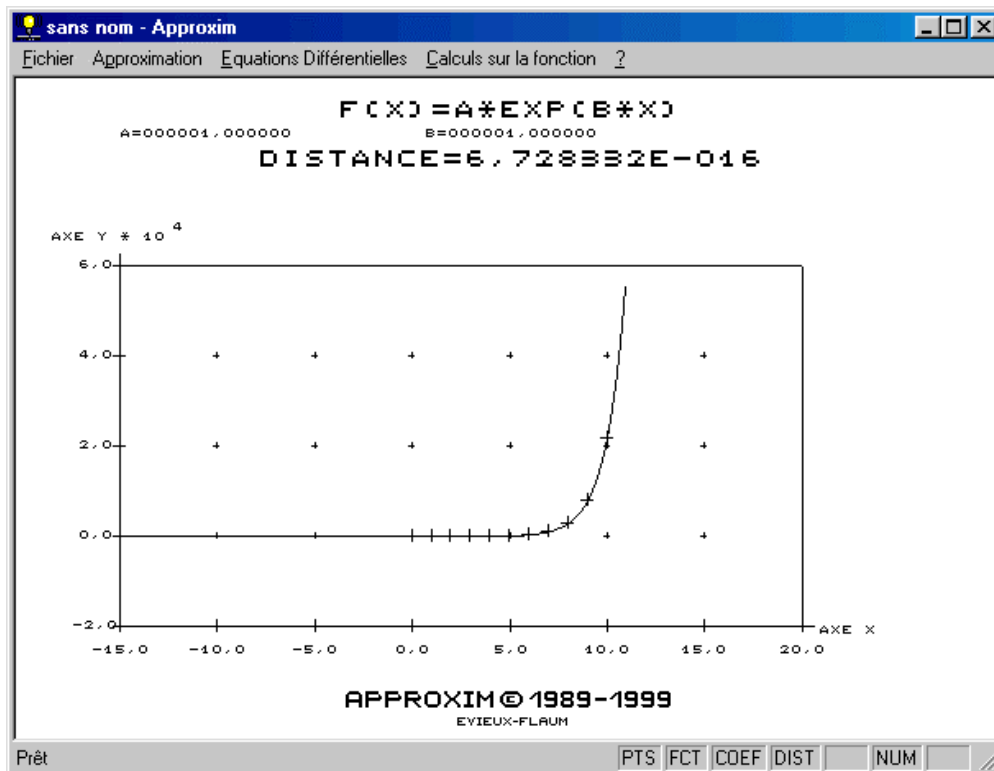 sans nom - Approxim
Fichier Approximation Equations Différentielles Calculs sur la fonction ?
F(X)=A*EXP(B*X)
A=000001,000000 B=000001,000000
DISTANCE=6,728332E-016
AXE Y * 10 4
6,0
4,0
2,0
0,0
-2,0
AXE X
-15,0 -10,0 -5,0 0,0 5,0 10,0 15,0 20,0
APPROXIM © 1989-1999
EVIEUX-FLAUM
Prêt PTS FCT COEF DIST NUM